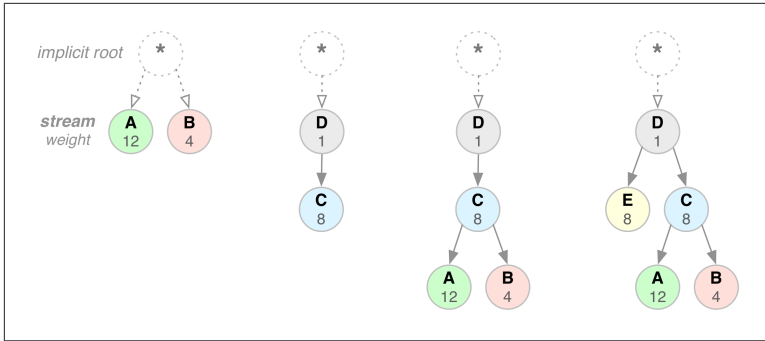 implicit root * * * *
stream A B D D D
weight 12 4 1 1 1
C C E C
8 8 8 8
A B A B
12 4 12 4